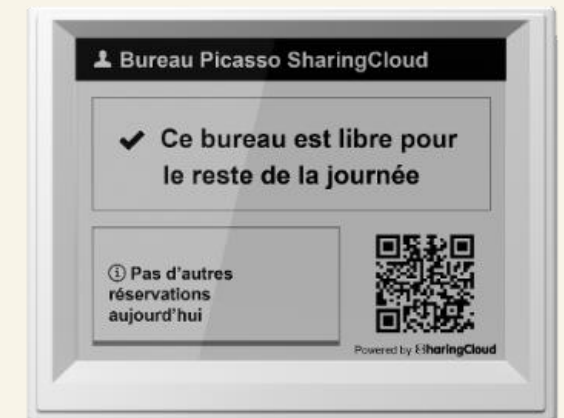 Bureau Picasso SharingCloud
✔ Ce bureau est libre pour
le reste de la journée
ⓘ Pas d'autres
réservations
aujourd'hui
Powered by SharingCloud